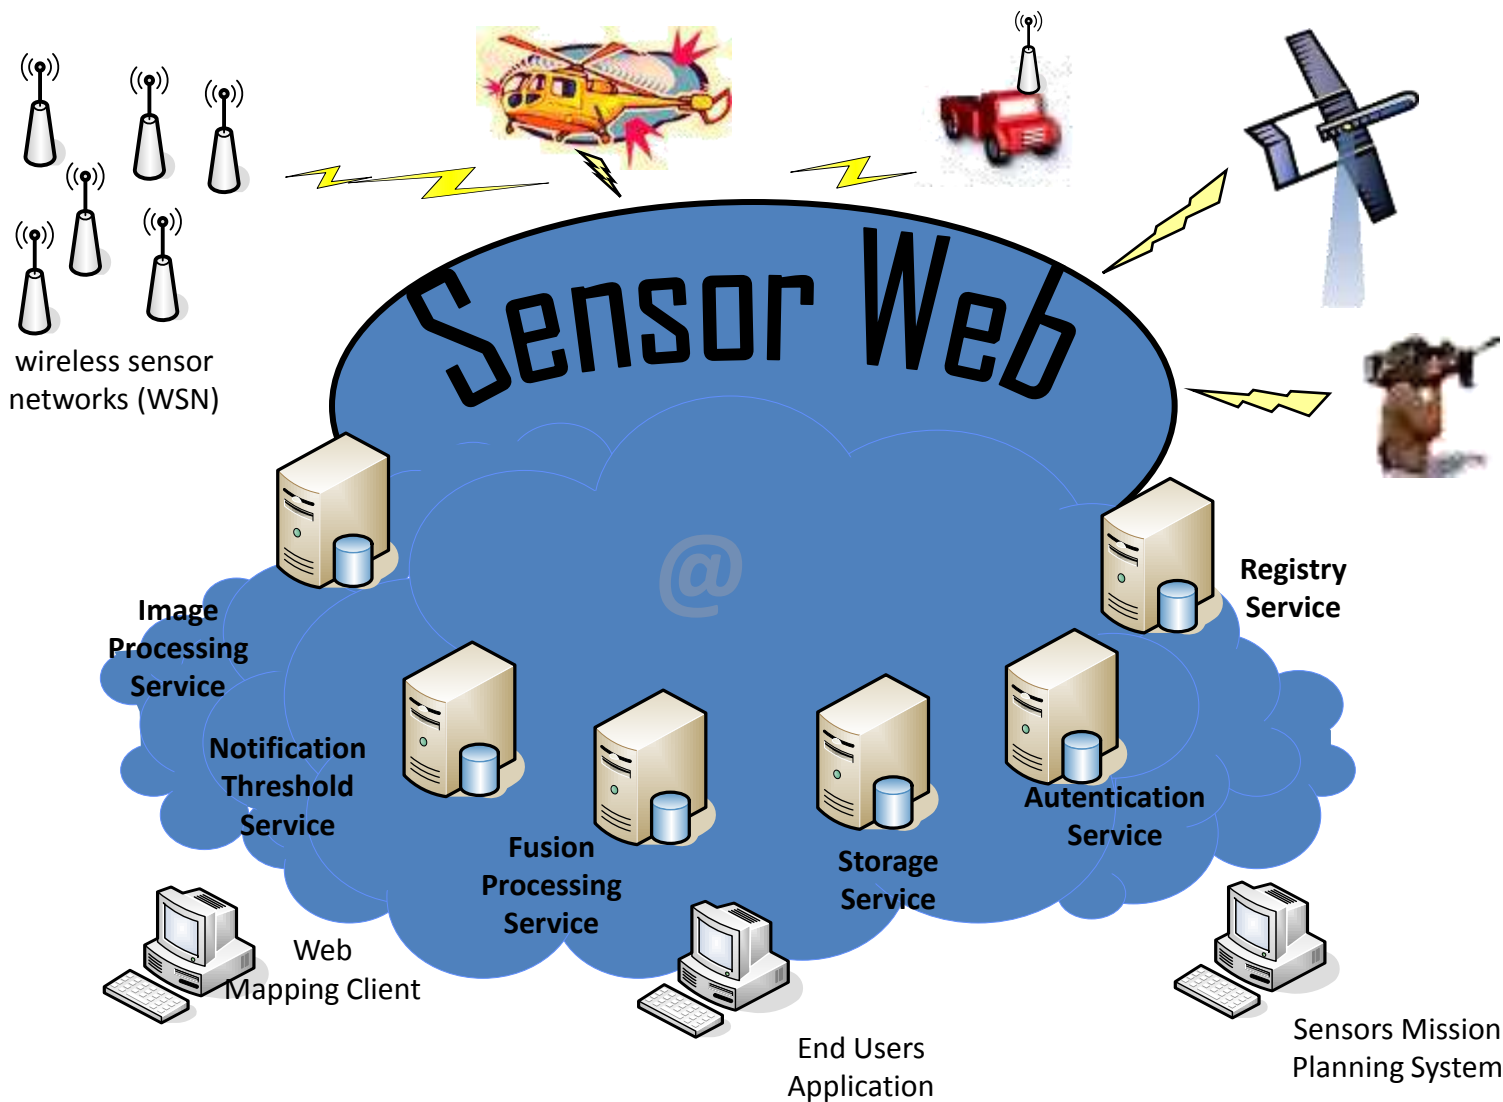 Sensor Web
wireless sensor
networks (WSN)
@
Registry
Service
Image
Processing
Service
Notification
Threshold
Service
Fusion
Processing
Service
Storage
Service
Autentication
Service
Web
Mapping Client
End Users
Application
Sensors Mission
Planning System